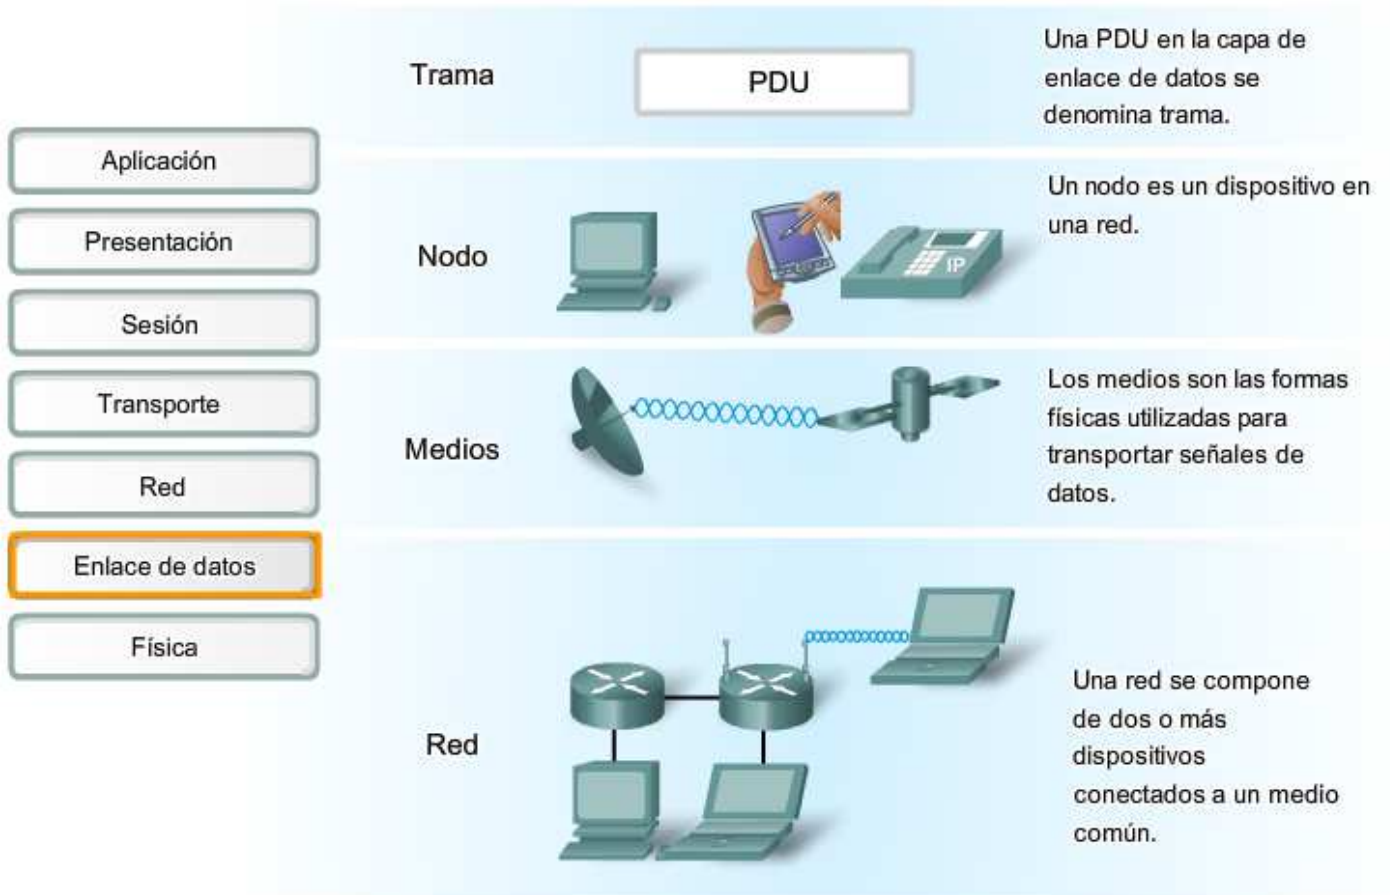 Aplicación
Presentación
Sesión
Transporte
Red
Enlace de datos
Física
Trama
PDU
Una PDU en la capa de
enlace de datos se
denomina trama.
Nodo
IP
Un nodo es un dispositivo en
una red.
Medios
Los medios son las formas
físicas utilizadas para
transportar señales de
datos.
Red
Una red se compone
de dos o más
dispositivos
conectados a un medio
común.